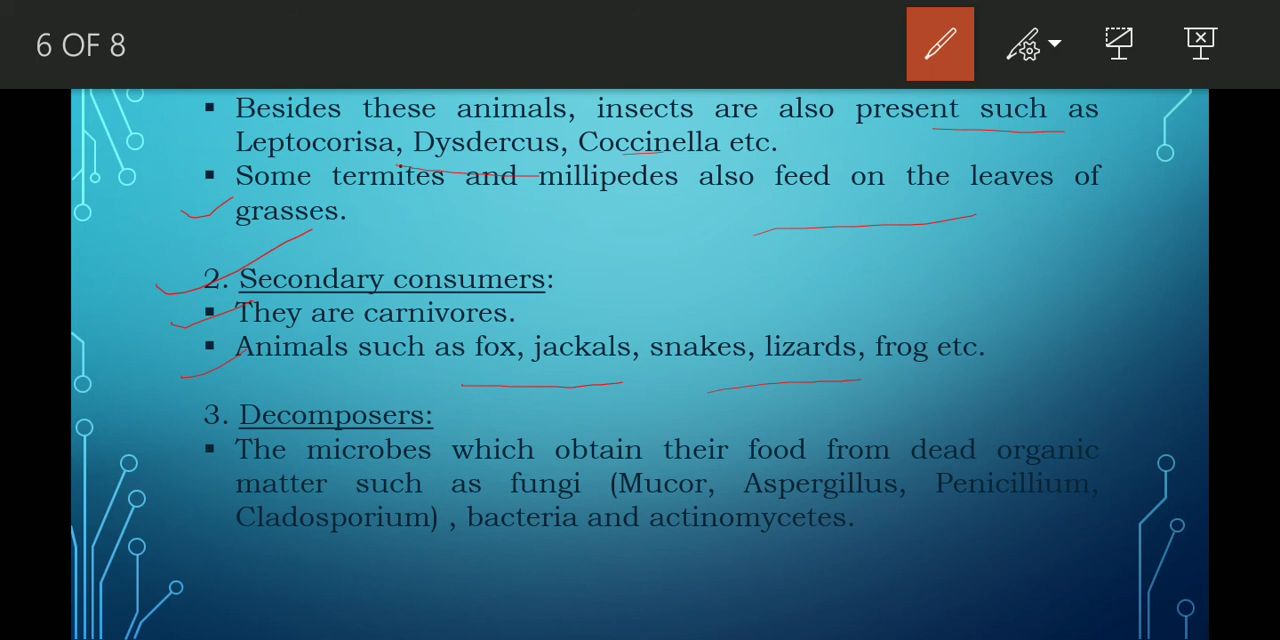 6 OF 8
▪ Besides these animals, insects are also present such as
Leptocorisa, Dysdercus, Coccinella etc.
▪ Some termites and millipedes also feed on the leaves of
grasses.
2. Secondary consumers:
▪ They are carnivores.
▪ Animals such as fox, jackals, snakes, lizards, frog etc.
3. Decomposers:
▪ The microbes which obtain their food from dead organic
matter such as fungi (Mucor, Aspergillus, Penicillium,
Cladosporium) , bacteria and actinomycetes.